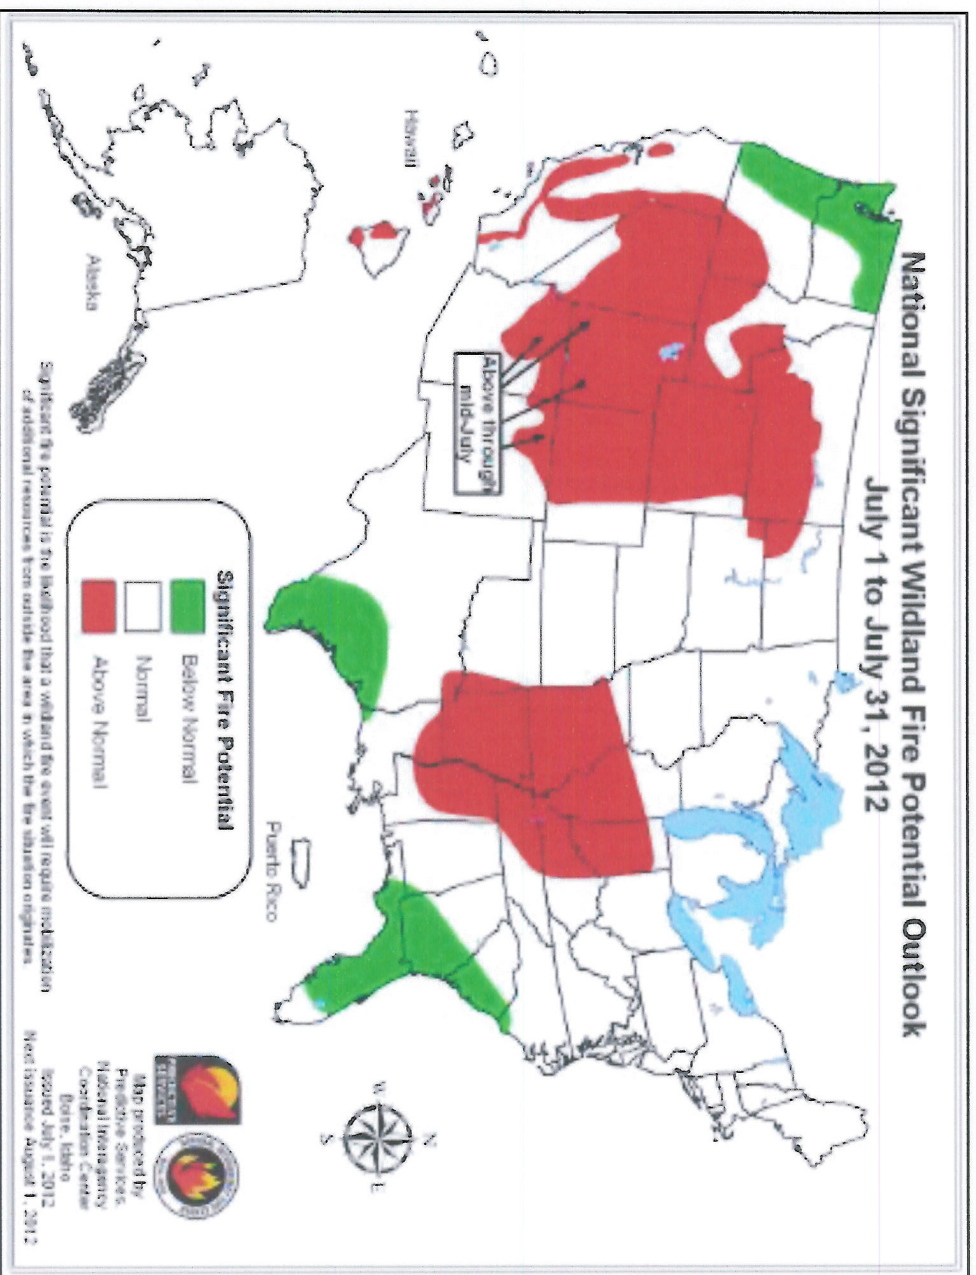 National Significant Wildland Fire Potential Outlook
July 1 to July 31, 2012
Above through
mid-July
Hawaii
Alaska
Puerto Rico
Significant Fire Potential
Below Normal
Normal
Above Normal
N
W
E
S
PREDICTIVE
SERVICES
Map produced by
Predictive Services,
National Interagency
Coordination Center
Boise, Idaho
Issued July 1, 2012
Next issuance August 1, 2012
Significant fire potential is the likelihood that a wildland fire event will require mobilization
of additional resources from outside the area in which the fire situation originates.